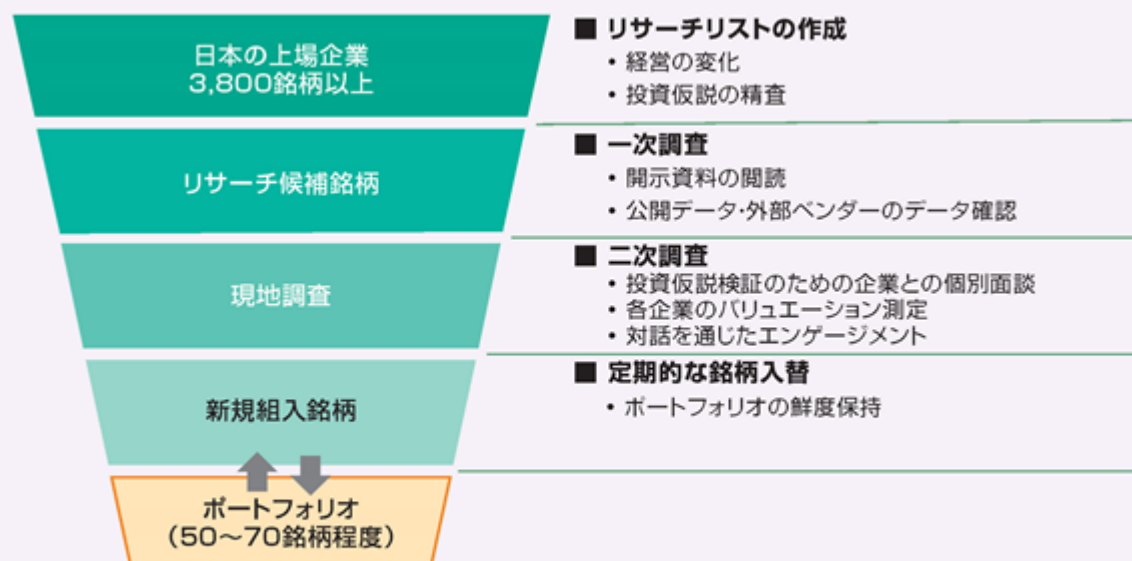 日本の上場企業
3,800銘柄以上
■ リサーチリストの作成
• 経営の変化
• 投資仮説の精査
リサーチ候補銘柄
■ 一次調査
• 開示資料の閲読
• 公開データ・外部ベンダーのデータ確認
現地調査
■ 二次調査
• 投資仮説検証のための企業との個別面談
• 各企業のバリュエーション測定
• 対話を通じたエンゲージメント
新規組入銘柄
■ 定期的な銘柄入替
• ポートフォリオの鮮度保持
ポートフォリオ
(50～70銘柄程度)